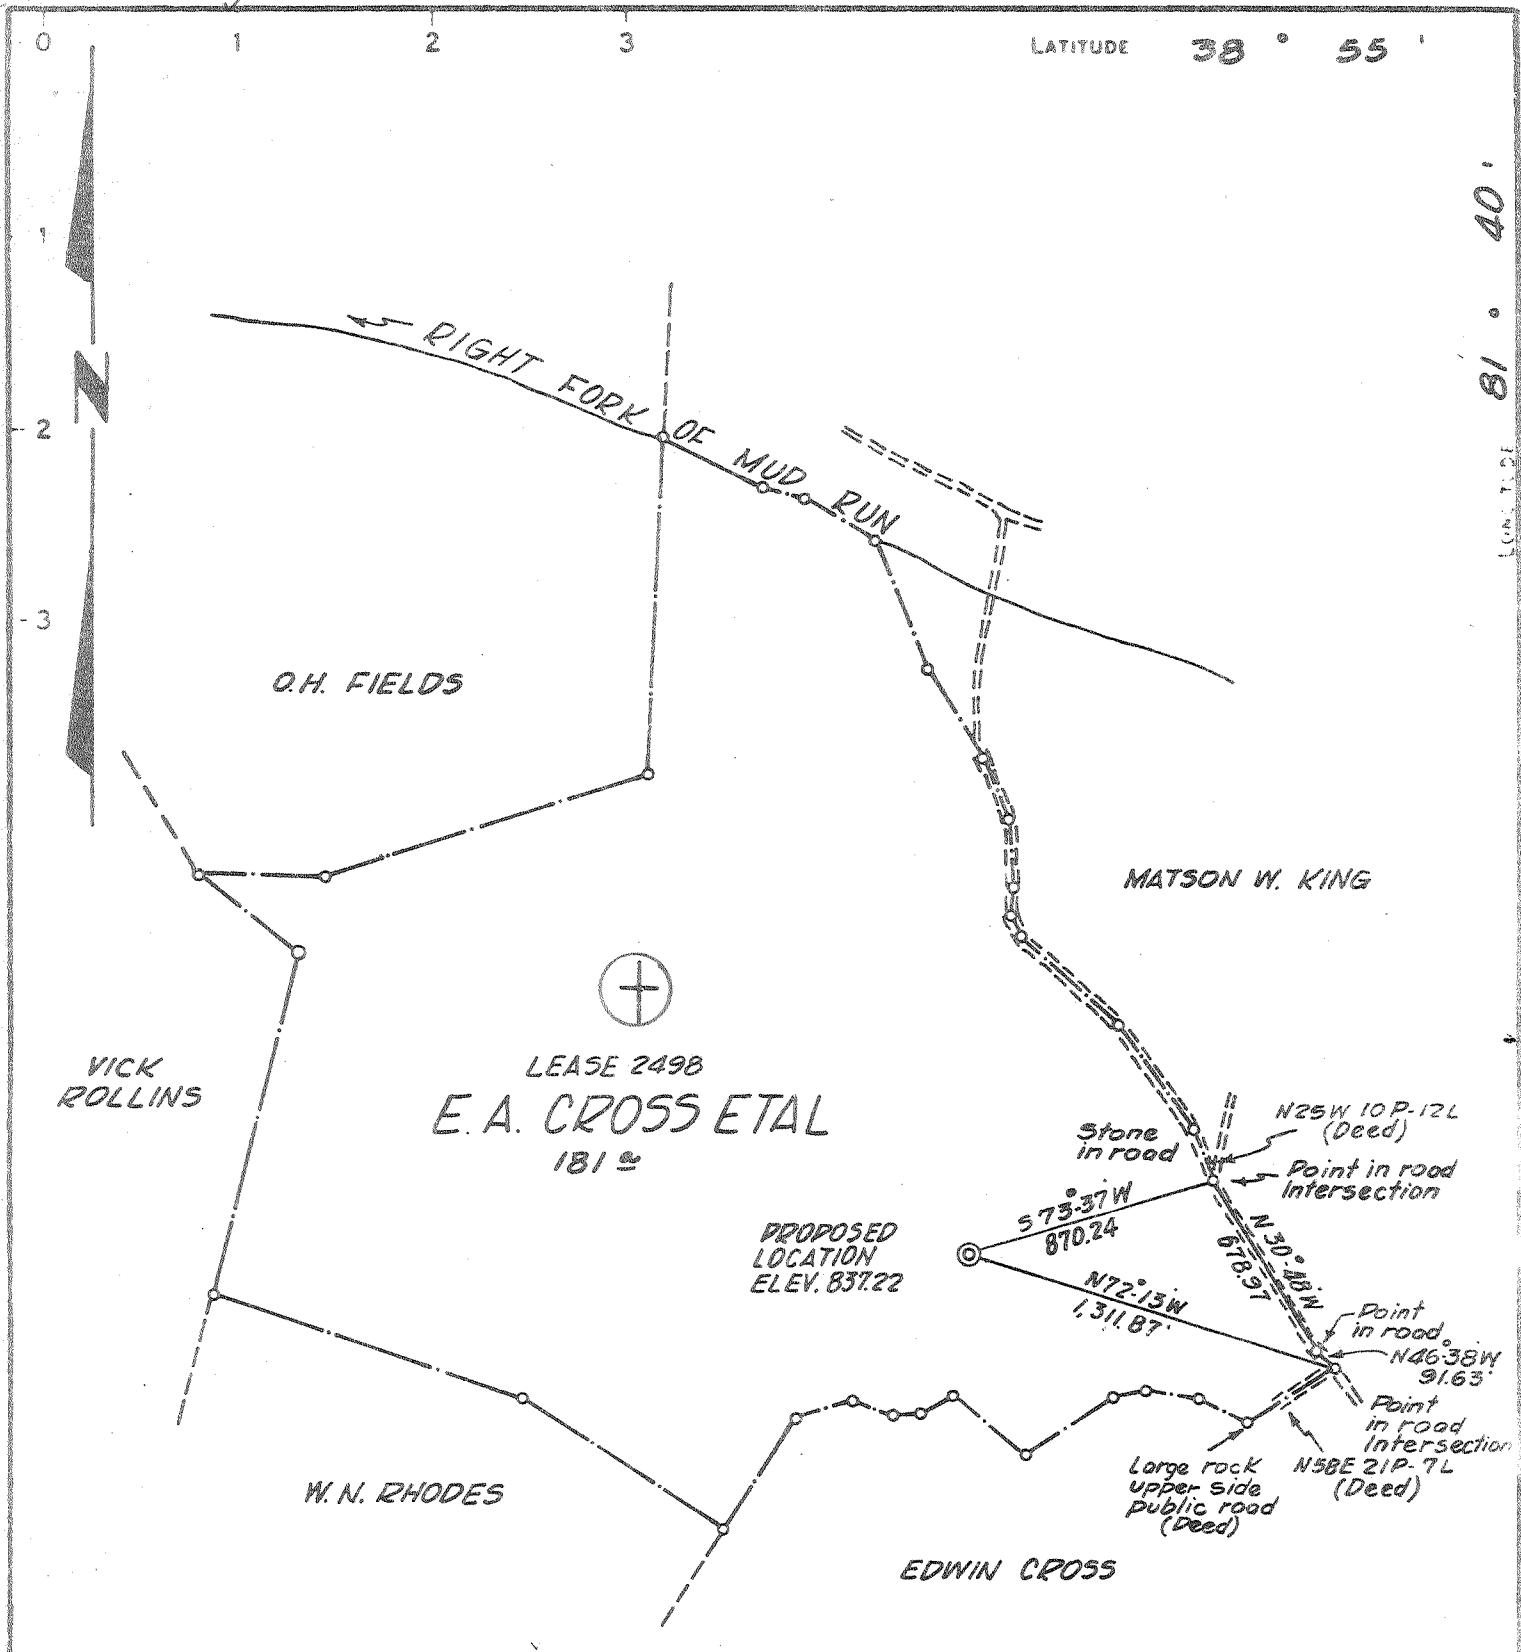 0 1 2 3
LATITUDE 38° 55'
81° 40'
LONGITUDE
1
2
3
N
RIGHT FORK OF MUD RUN
O.H. FIELDS
MATSON W. KING
VICK
ROLLINS
LEASE 2498
E. A. CROSS ETAL
181 ac
Stone
in road
N25W 10P-12L
(Deed)
Point in road
Intersection
S 73°-37'W
870.24
PROPOSED
LOCATION
ELEV. 837.22
N72°-13'W
1,311.87'
N 30°-48'W
678.97
Point
in road
N46°-38'W
91.63'
Point
in road
Intersection
N58E 21P-7L
(Deed)
Large rock
upper side
public road
(Deed)
W. N. RHODES
EDWIN CROSS